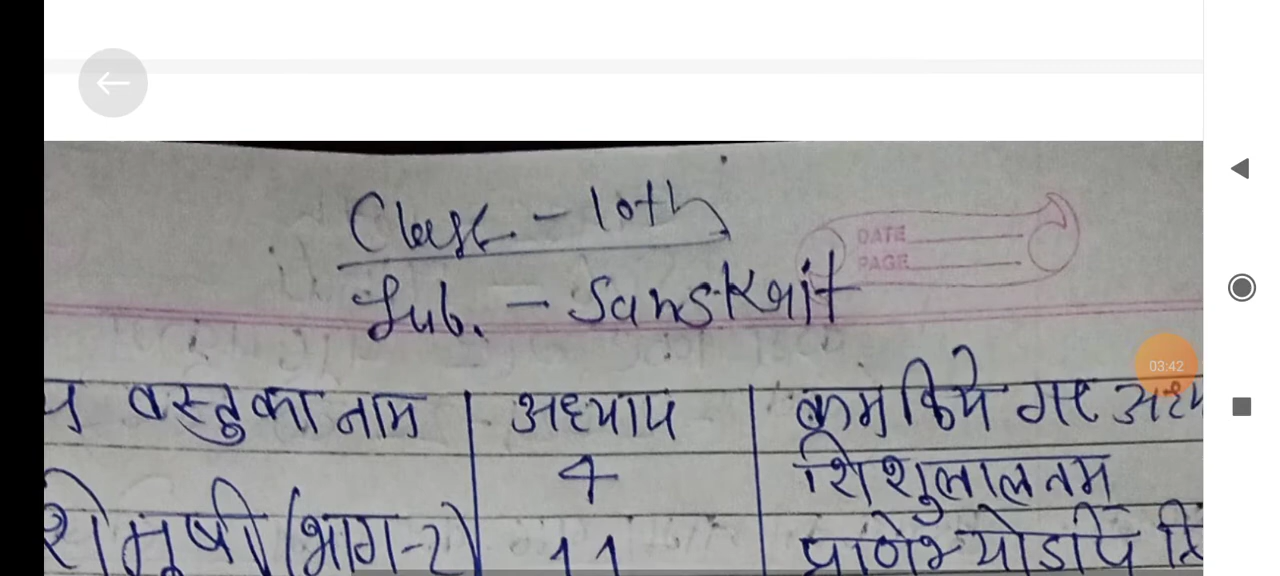 Class - 10th
DATE
PAGE
Sub. - Sanskrit
03:42
वस्तु का नाम अध्याय कम किये गए
4 शिशुलालनम्
शेमुषी (भाग-2) 11 प्राणेभ्योऽपि